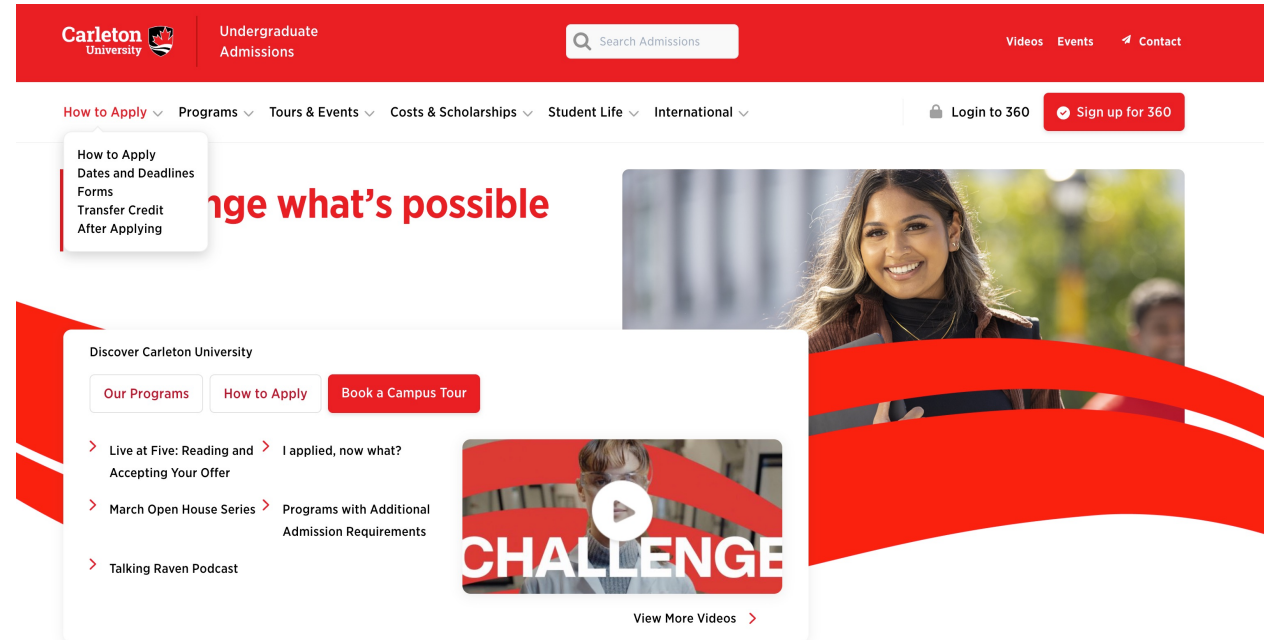 Carleton
University
Undergraduate
Admissions
Search Admissions
Videos Events Contact
How to Apply Programs Tours & Events Costs & Scholarships Student Life International Login to 360 Sign up for 360
How to Apply
Dates and Deadlines
Forms
Transfer Credit
After Applying
nge what's possible
Discover Carleton University
Our Programs How to Apply Book a Campus Tour
Live at Five: Reading and
Accepting Your Offer
I applied, now what?
March Open House Series
Programs with Additional
Admission Requirements
Talking Raven Podcast
CHALLENGE
View More Videos